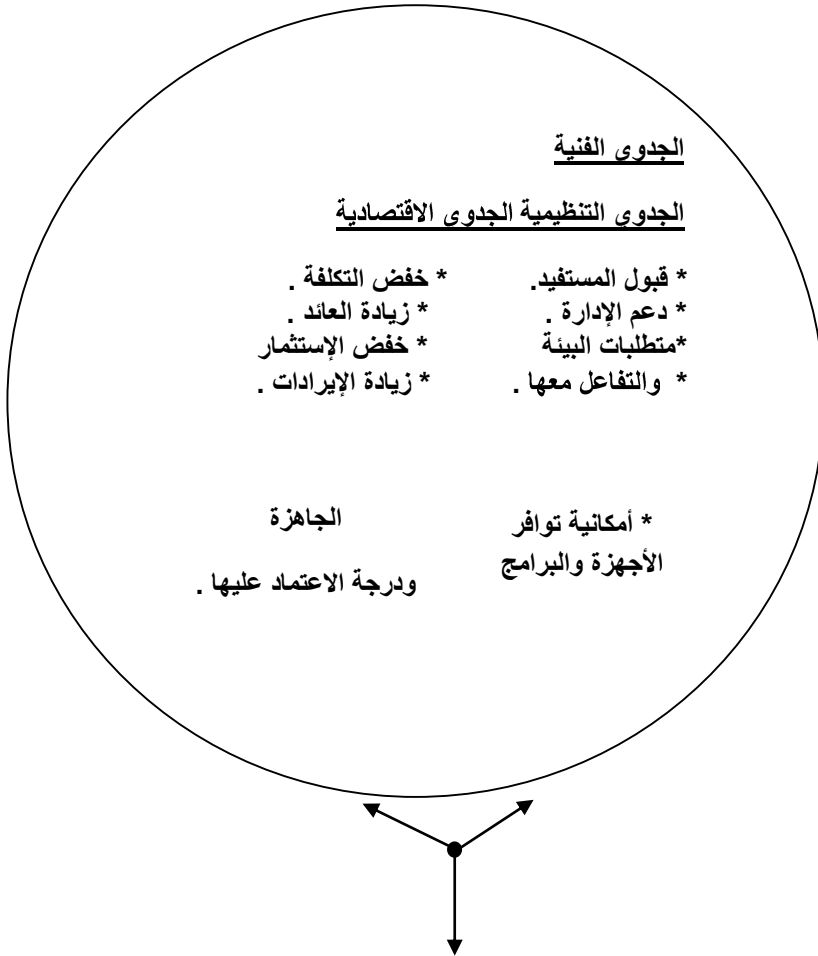 الجدوى الفنية
الجدوى التنظيمية الجدوى الاقتصادية
* قبول المستفيد. * خفض التكلفة .
* دعم الإدارة . * زيادة العائد .
*متطلبات البيئة * خفض الإستثمار
* والتفاعل معها . * زيادة الإيرادات .
* أمكانية توافر الجاهزة
الأجهزة والبرامج
ودرجة الاعتماد عليها .